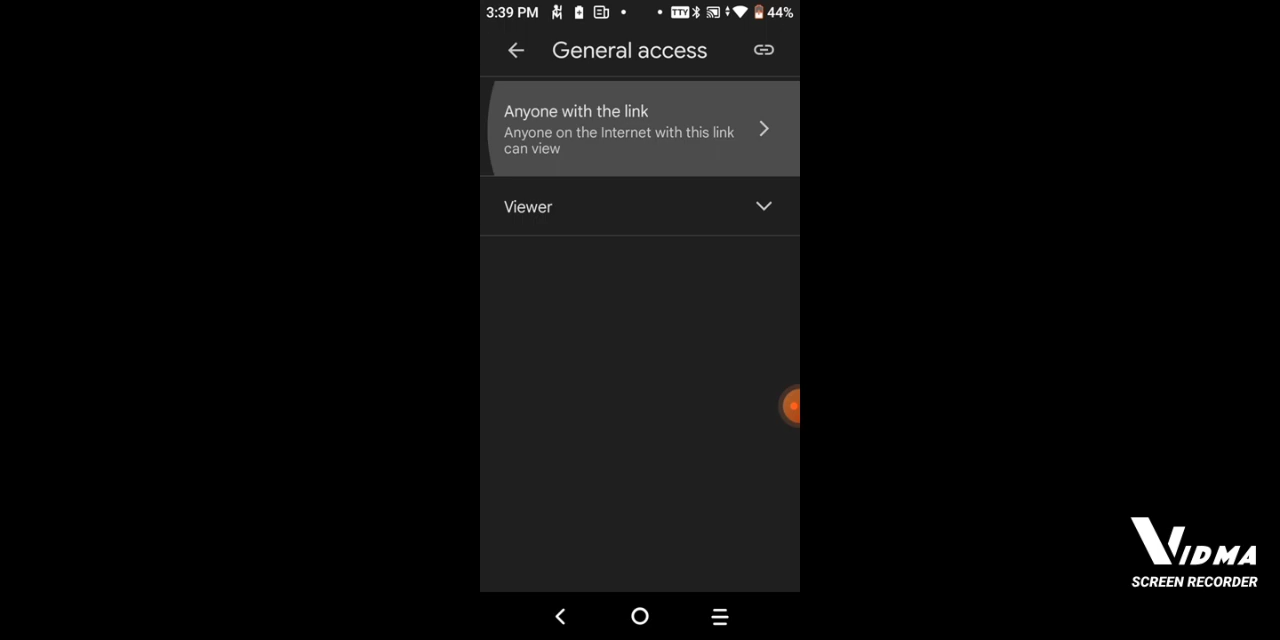 3:39 PM
TTY
44%
General access
Anyone with the link
Anyone on the Internet with this link
can view
Viewer
VIDMA
SCREEN RECORDER